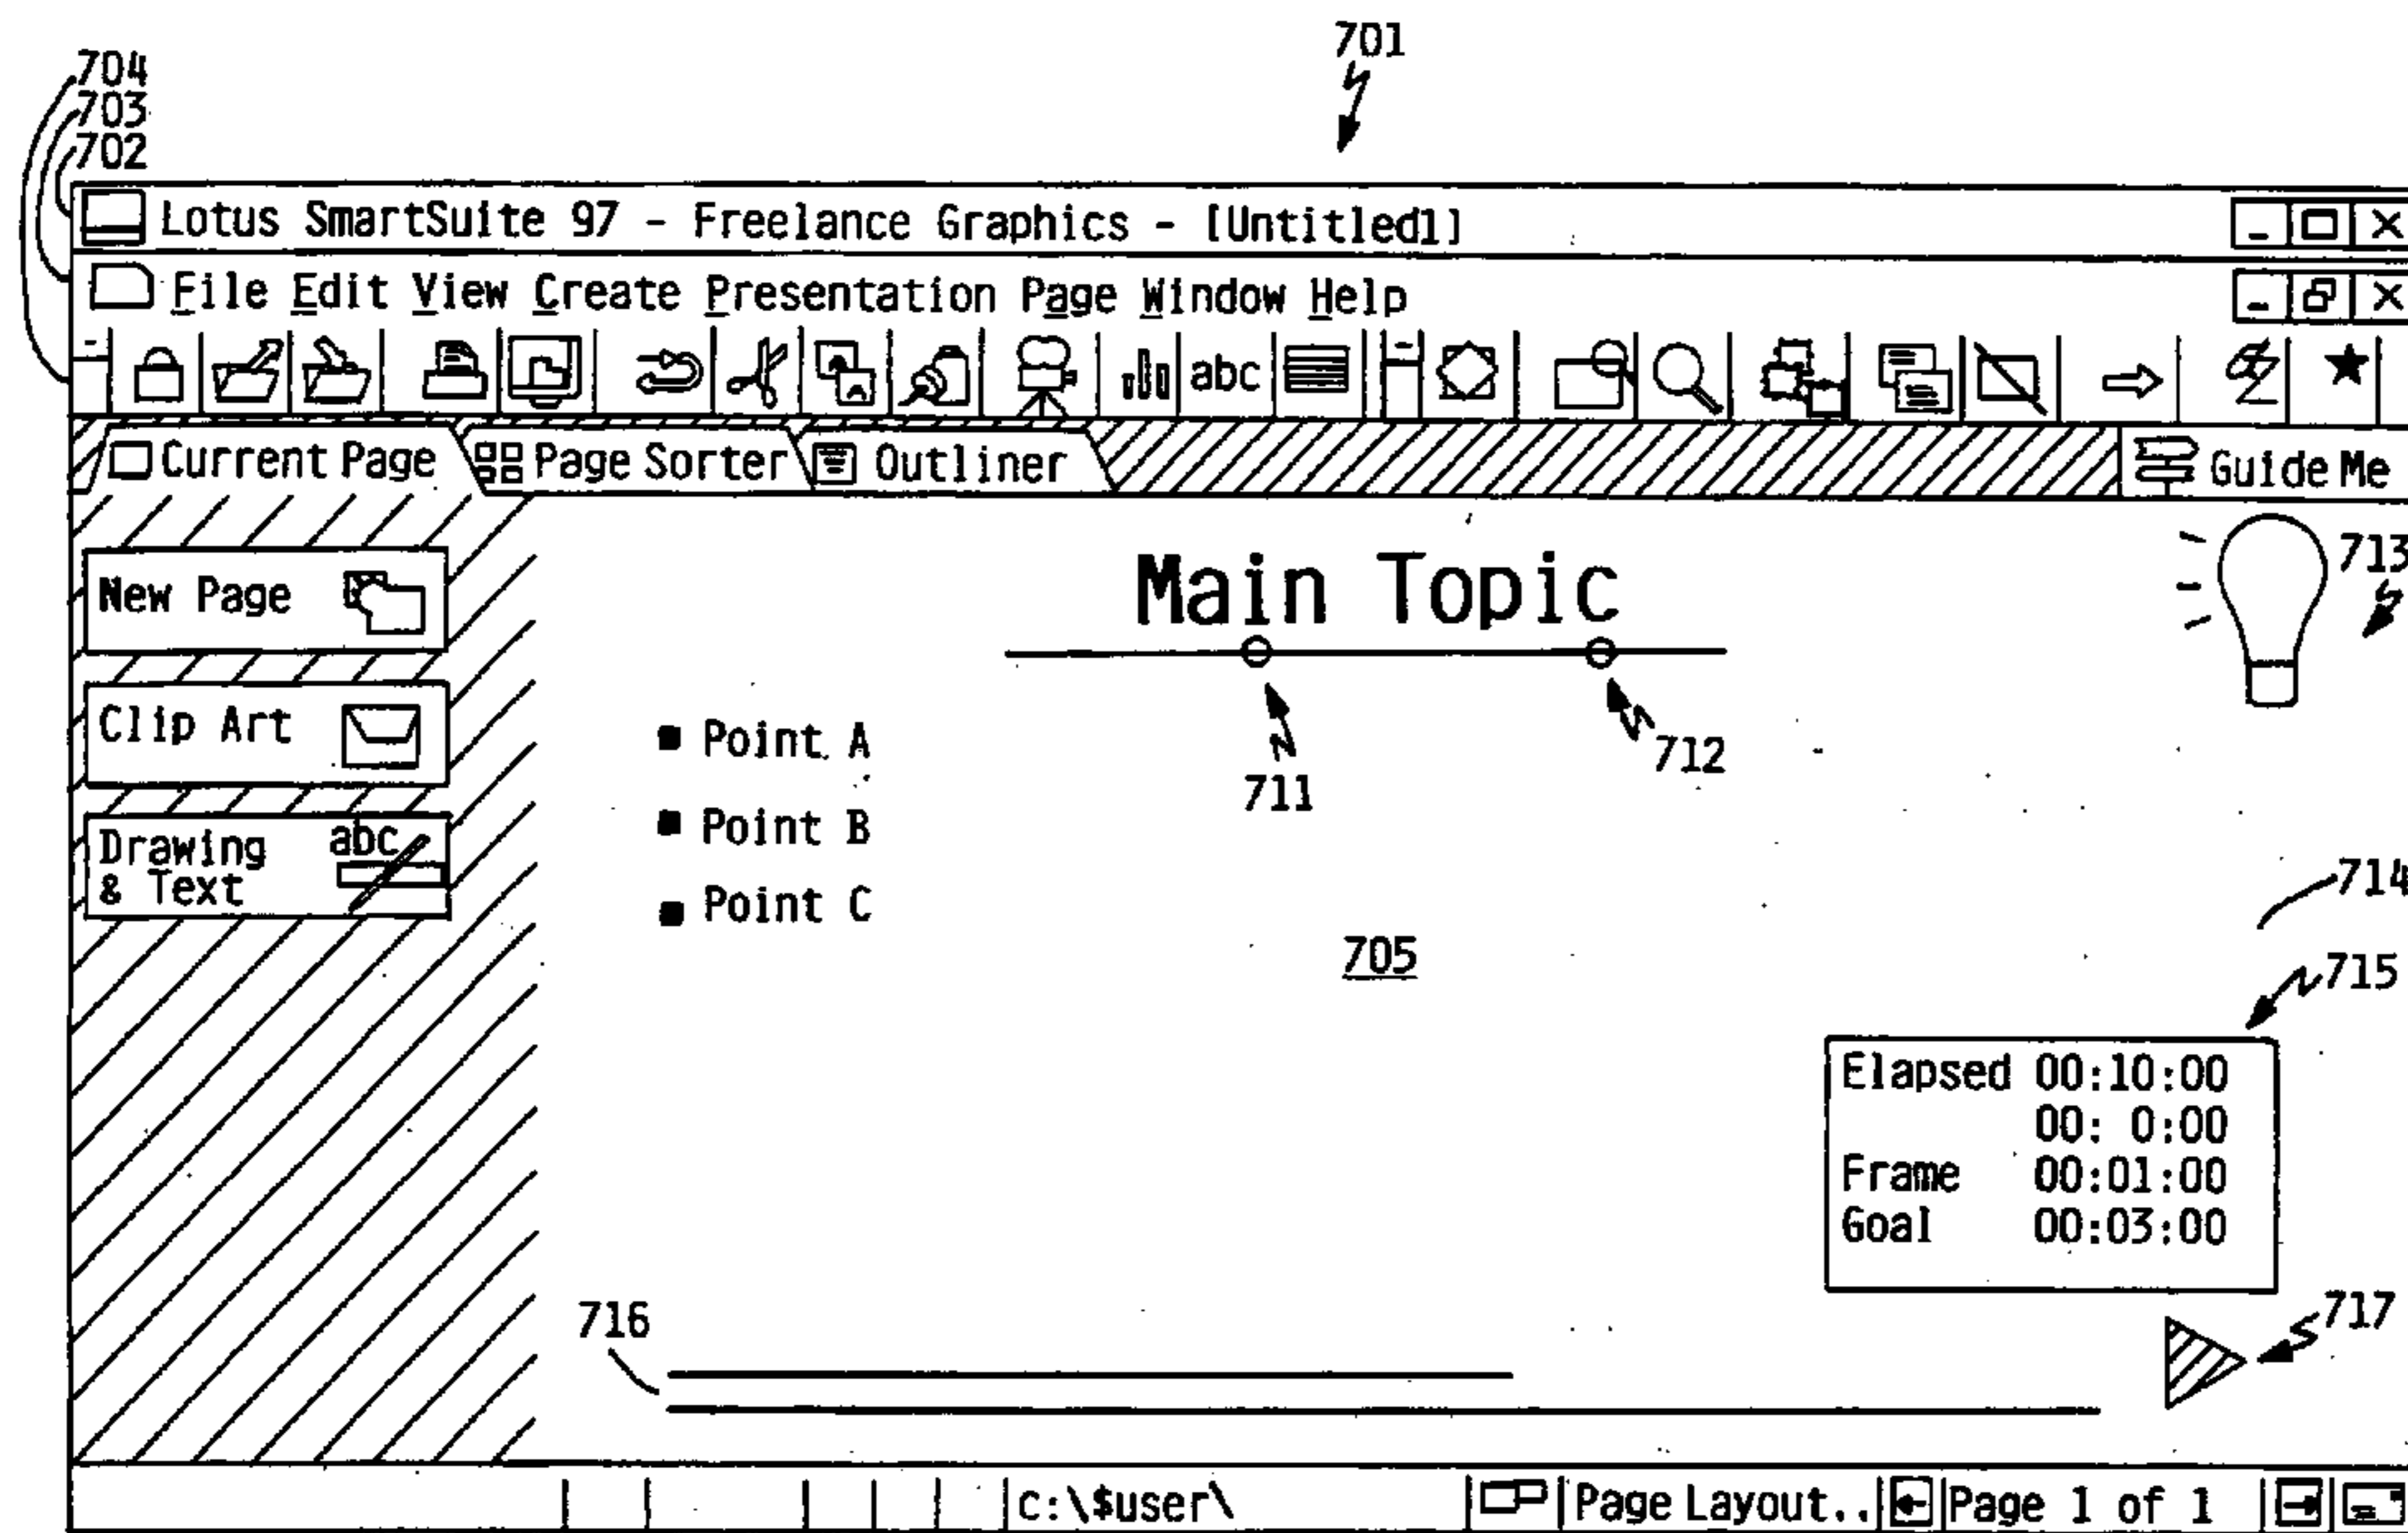 701
704
703
702
Lotus SmartSuite 97 - Freelance Graphics - [Untitled1]
File Edit View Create Presentation Page Window Help
abc
Current Page Page Sorter Outliner Guide Me
Main Topic
713
New Page
Clip Art
Point A
711
712
Drawing
& Text
abc
Point B
Point C
705
714
715
Elapsed 00:10:00
00: 0:00
Frame 00:01:00
Goal 00:03:00
716
717
c:\$user\ Page Layout.. Page 1 of 1